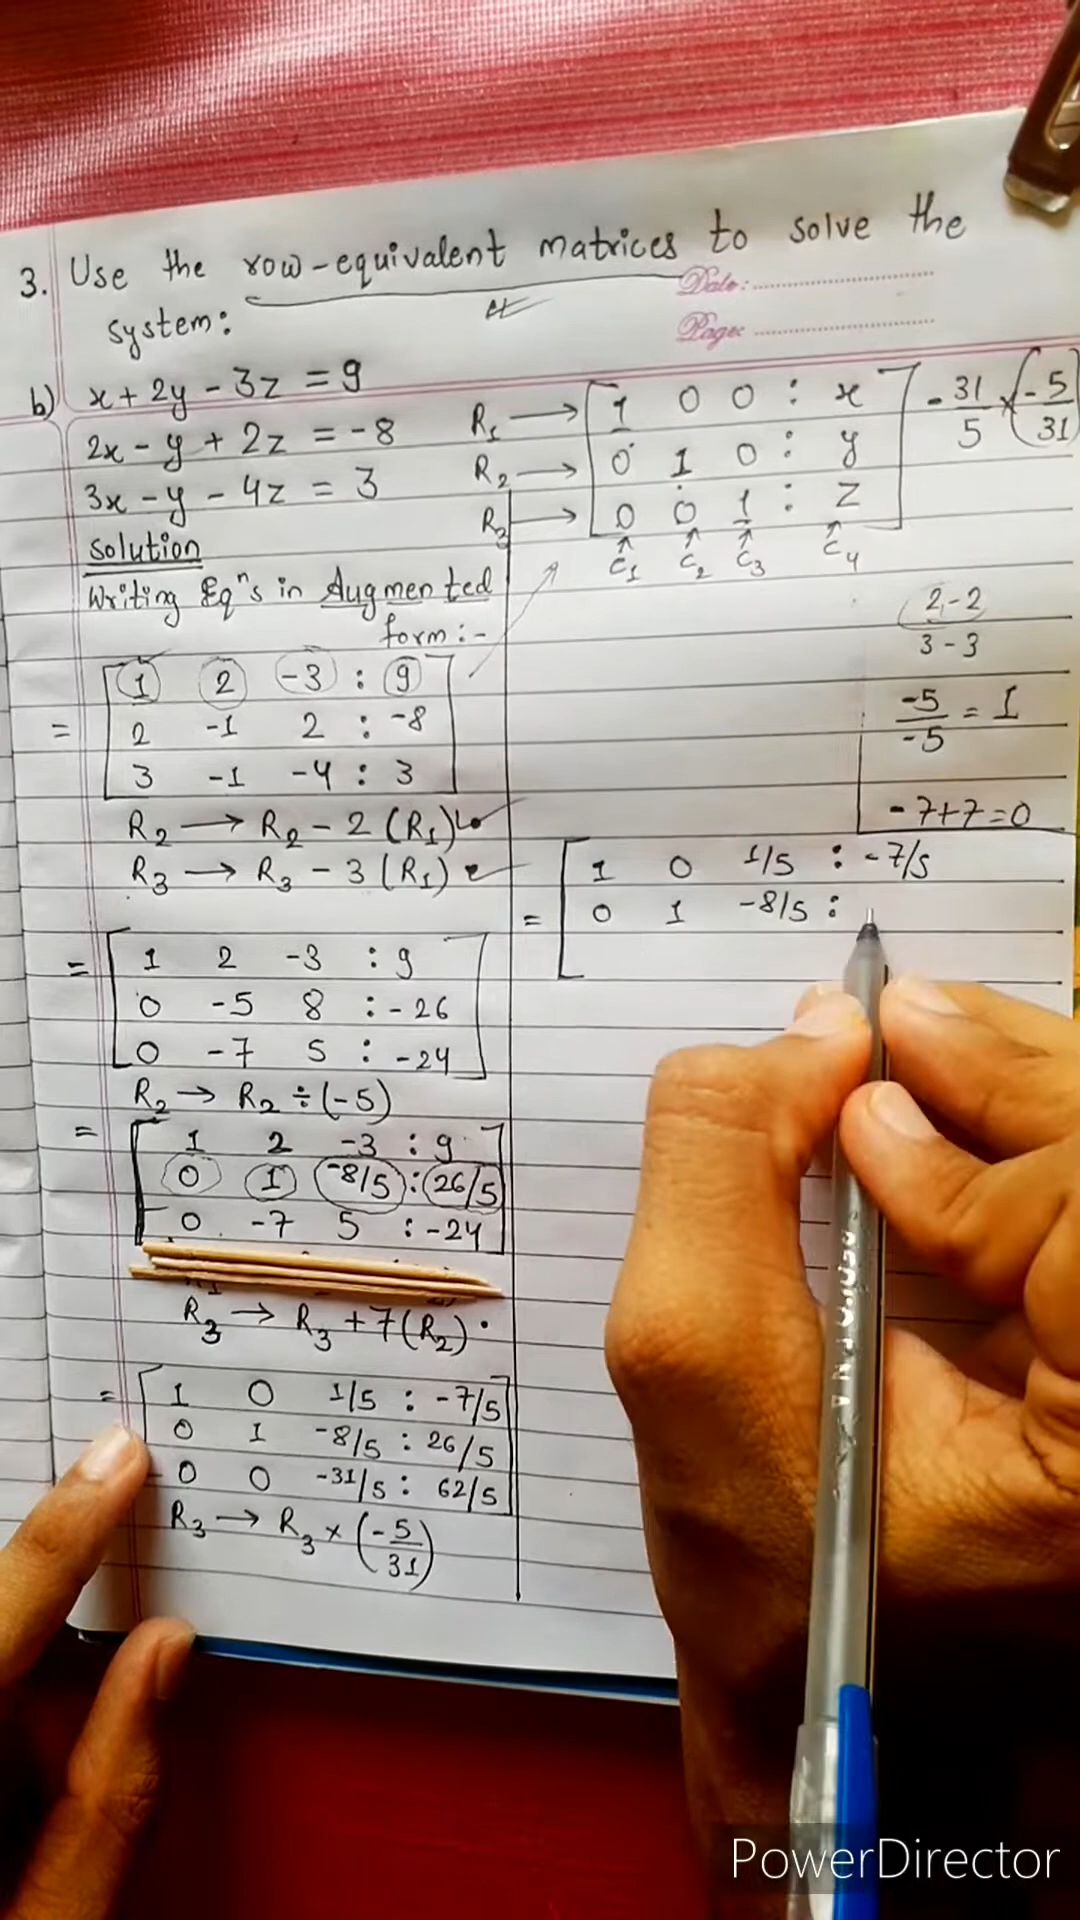 3. Use the row-equivalent matrices to solve the
system:
Date:
Page:
b) x + 2y - 3z = 9
2x - y + 2z = -8
3x - y - 4z = 3
Solution
Writing Eqⁿs in Augmented
form:-
1 2 -3 : 9
= 2 -1 2 : -8
3 -1 -4 : 3
R₂ → R₂ - 2 (R₁)
R₃ → R₃ - 3 (R₁)
1 2 -3 : 9
= 0 -5 8 : -26
0 -7 5 : -24
R₂ → R₂ ÷ (-5)
= 1 2 -3 : 9
0 1 -8/5 : 26/5
0 -7 5 : -24
R₃ → R₃ + 7(R₂)
= 1 0 1/5 : -7/5
0 1 -8/5 : 26/5
0 0 -31/5 : 62/5
R₃ → R₃ × (-5/31)
R₁ → 1 0 0 : x
R₂ → 0 1 0 : y
R₃ → 0 0 1 : z
C₁ C₂ C₃ C₄
-31/5 × (-5/31)
2-2
3-3
-5/-5 = 1
-7+7=0
1 0 1/5 : -7/5
= 0 1 -8/5 :
PowerDirector